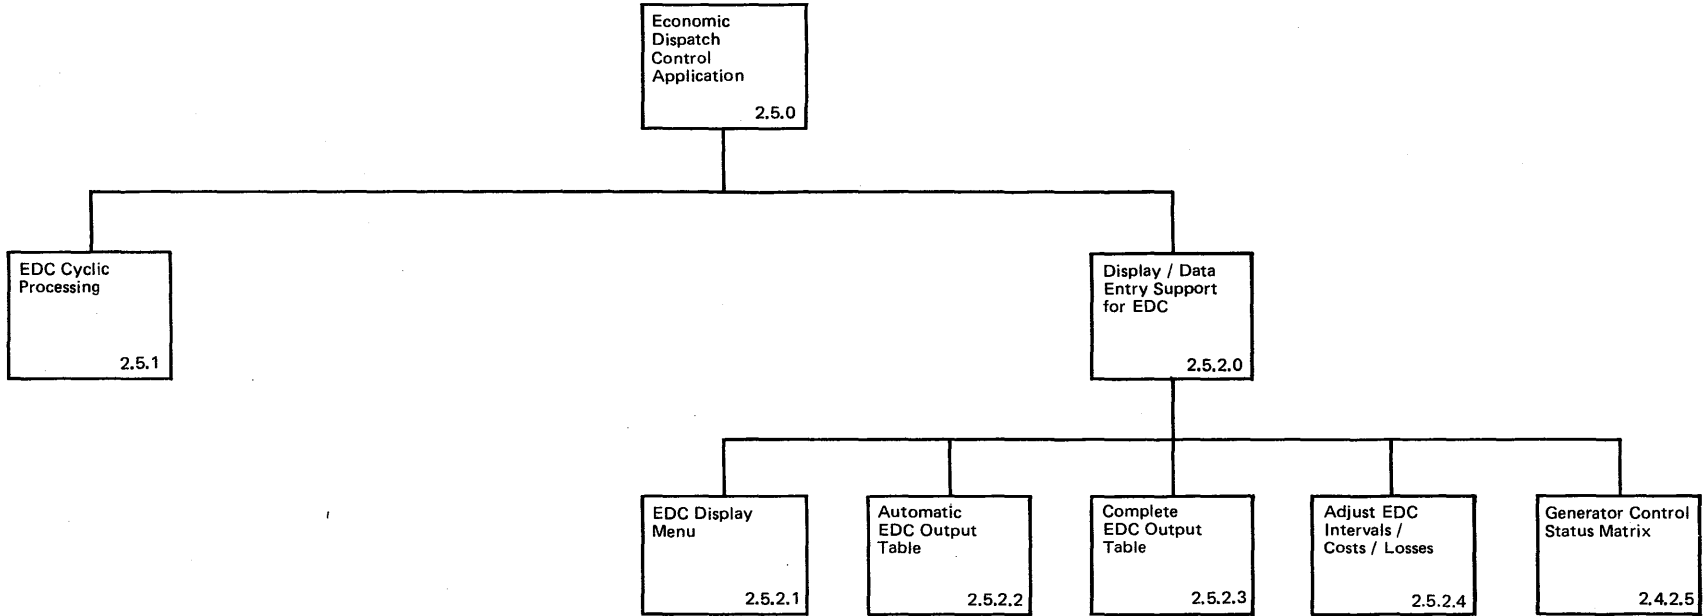 Economic
Dispatch
Control
Application
2.5.0
EDC Cyclic
Processing
2.5.1
Display / Data
Entry Support
for EDC
2.5.2.0
EDC Display
Menu
2.5.2.1
Automatic
EDC Output
Table
2.5.2.2
Complete
EDC Output
Table
2.5.2.3
Adjust EDC
Intervals /
Costs / Losses
2.5.2.4
Generator Control
Status Matrix
2.4.2.5